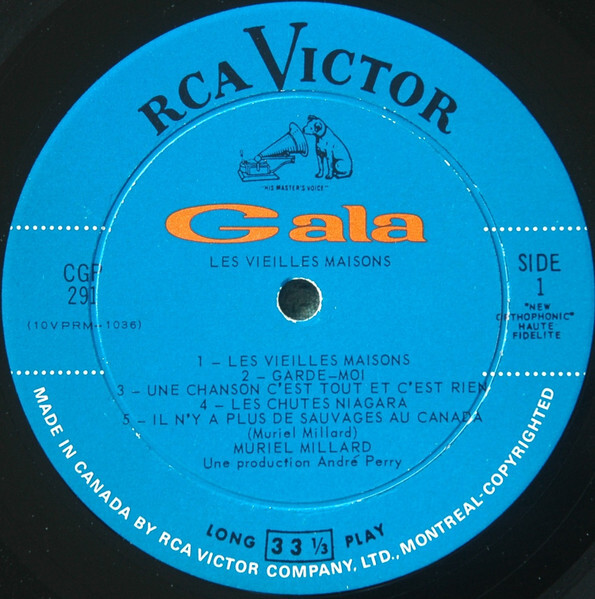 RCA VICTOR
"HIS MASTER'S VOICE"
Gala
LES VIEILLES MAISONS
CGP
291
(10VPRM-1036)
SIDE
1
"NEW
ORTHOPHONIC"
HAUTE
FIDELITE
1 - LES VIEILLES MAISONS
2 - GARDE-MOI
3 - UNE CHANSON C'EST TOUT ET C'EST RIEN
4 - LES CHUTES NIAGARA
5 - IL N'Y A PLUS DE SAUVAGES AU CANADA
(Muriel Millard)
MURIEL MILLARD
Une production André Perry
LONG 33 1/3 PLAY
MADE IN CANADA BY RCA VICTOR COMPANY, LTD., MONTREAL-COPYRIGHTED